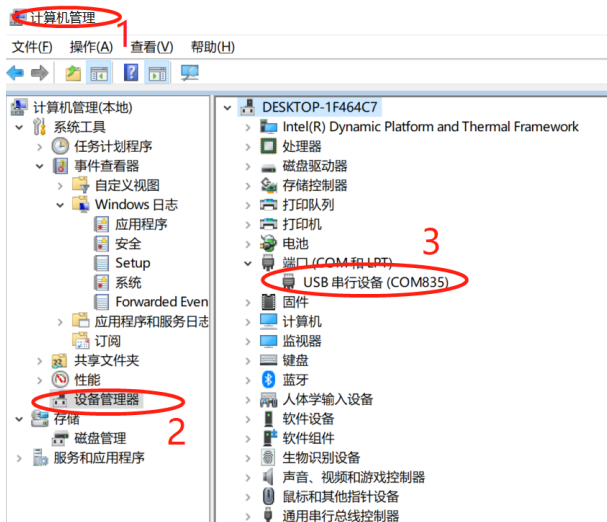 计算机管理
1
文件(F) 操作(A) 查看(V) 帮助(H)
计算机管理(本地)
系统工具
任务计划程序
事件查看器
自定义视图
Windows 日志
应用程序
安全
Setup
系统
Forwarded Even
应用程序和服务日志
订阅
共享文件夹
性能
设备管理器
2
存储
磁盘管理
服务和应用程序
DESKTOP-1F464C7
Intel(R) Dynamic Platform and Thermal Framework
处理器
磁盘驱动器
存储控制器
打印队列
打印机
电池
3
端口 (COM 和 LPT)
USB 串行设备 (COM835)
固件
计算机
监视器
键盘
蓝牙
人体学输入设备
软件设备
软件组件
生物识别设备
声音、视频和游戏控制器
鼠标和其他指针设备
通用串行总线控制器